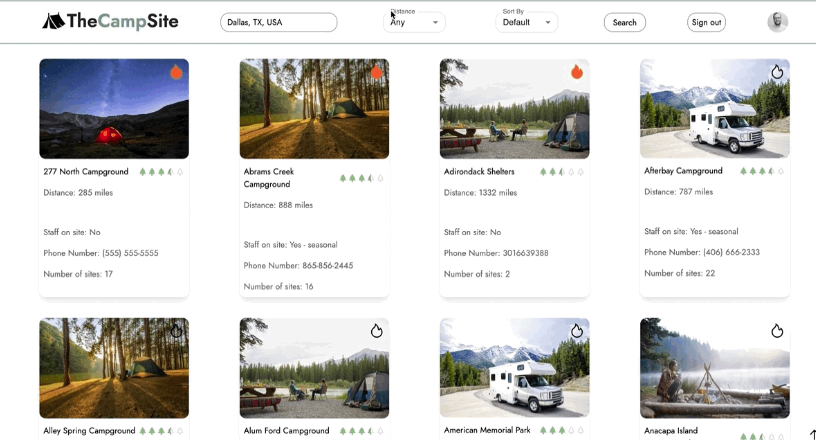 TheCampSite
Dallas, TX, USA
Distance
Any
Sort By
Default
Search
Sign out
277 North Campground
Distance: 285 miles
Staff on site: No
Phone Number: (555) 555-5555
Number of sites: 17
Abrams Creek
Campground
Distance: 888 miles
Staff on site: Yes - seasonal
Phone Number: 865-856-2445
Number of sites: 16
Adirondack Shelters
Distance: 1332 miles
Staff on site: No
Phone Number: 3016639388
Number of sites: 2
Afterbay Campground
Distance: 787 miles
Staff on site: Yes - seasonal
Phone Number: (406) 666-2333
Number of sites: 22
Alley Spring Campground
Alum Ford Campground
American Memorial Park
Anacapa Island